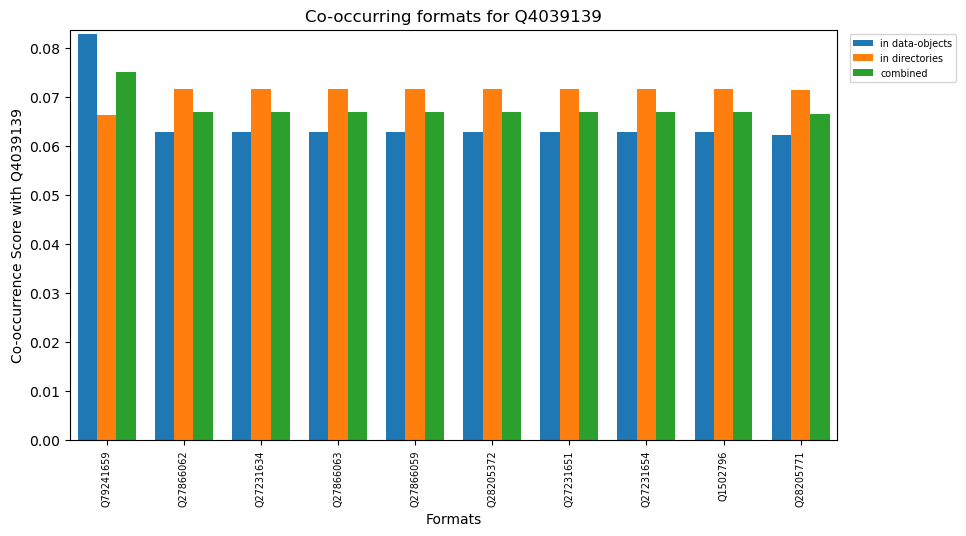 Co-occurring formats for Q4039139
Co-occurrence Score with Q4039139
0.08
0.07
0.06
0.05
0.04
0.03
0.02
0.01
0.00
Q79241659
Q27866062
Q27231634
Q27866063
Q27866059
Q28205372
Q27231651
Q27231654
Q1502796
Q28205771
Formats
in data-objects
in directories
combined